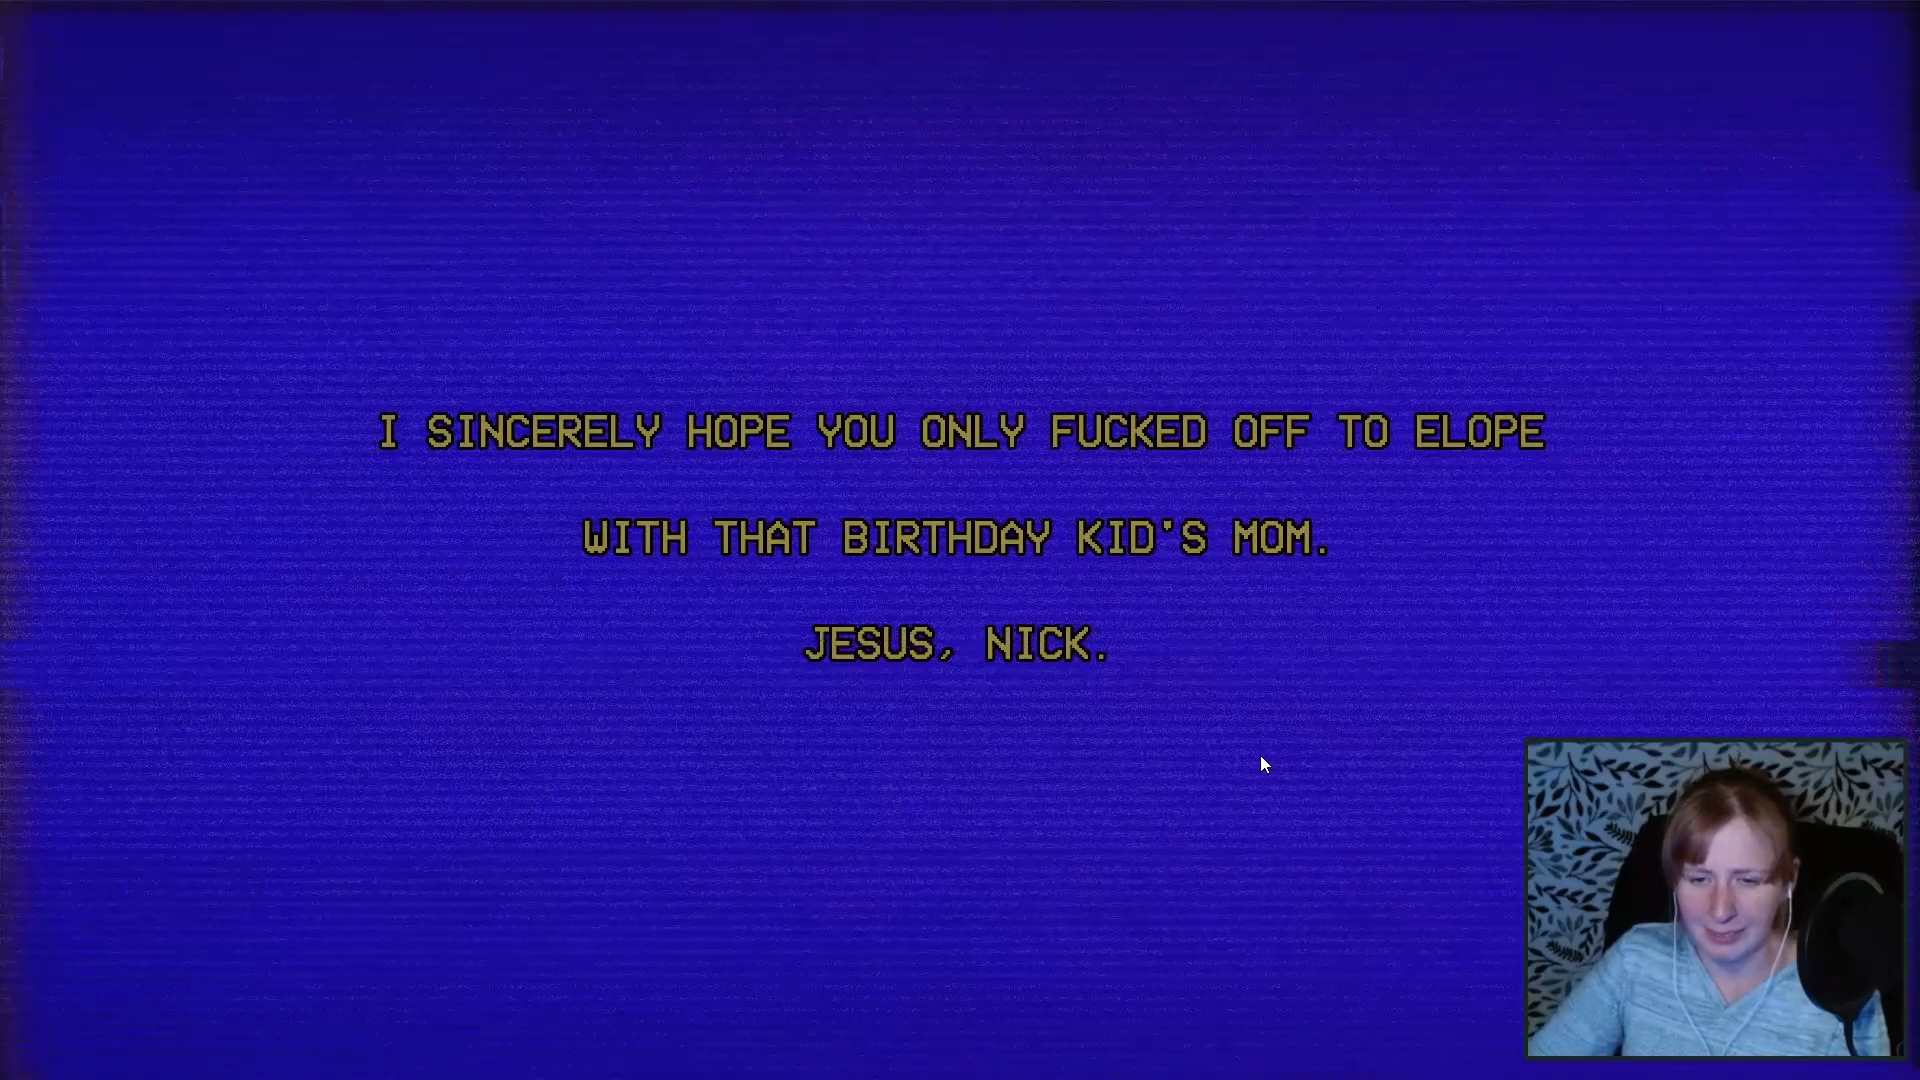 I SINCERELY HOPE YOU ONLY FUCKED OFF TO ELOPE
WITH THAT BIRTHDAY KID'S MOM.
JESUS, NICK.